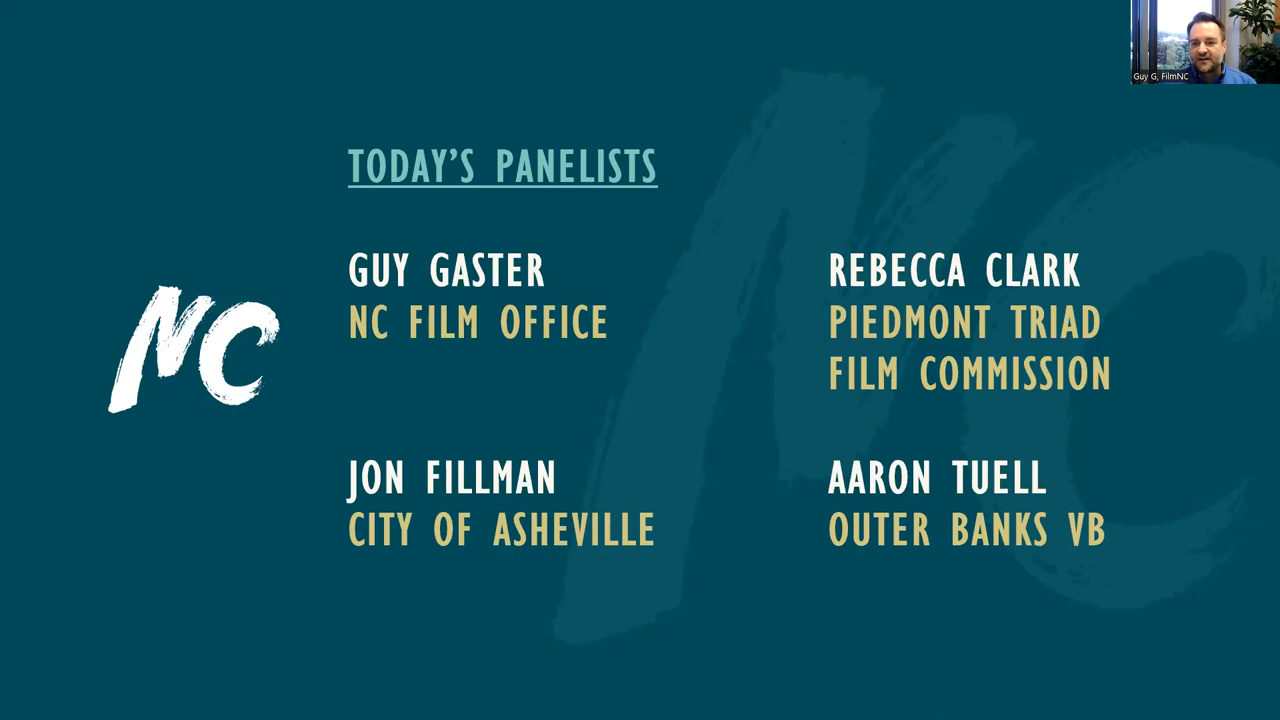 Guy G, FilmNC
TODAY'S PANELISTS
GUY GASTER
NC FILM OFFICE
REBECCA CLARK
PIEDMONT TRIAD
FILM COMMISSION
NC
JON FILLMAN
CITY OF ASHEVILLE
AARON TUELL
OUTER BANKS VB
NC